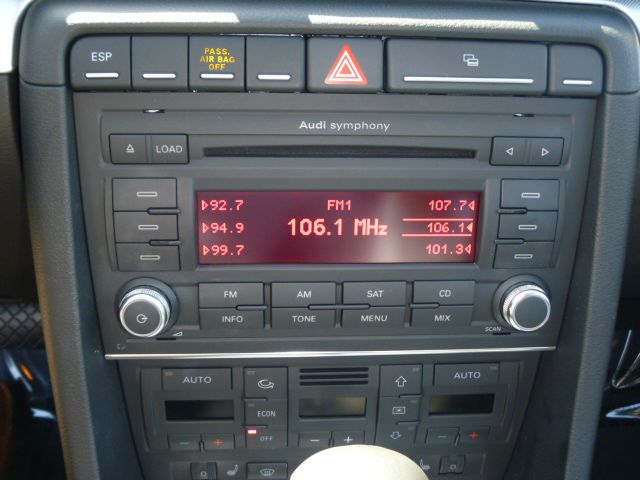 ESP
PASS.
AIR BAG
OFF
Audi symphony
LOAD
92.7 FM1 107.7
94.9 106.1 MHz 106.1
99.7 101.3
FM AM SAT CD
INFO TONE MENU MIX
SCAN
AUTO AUTO
ECON
OFF